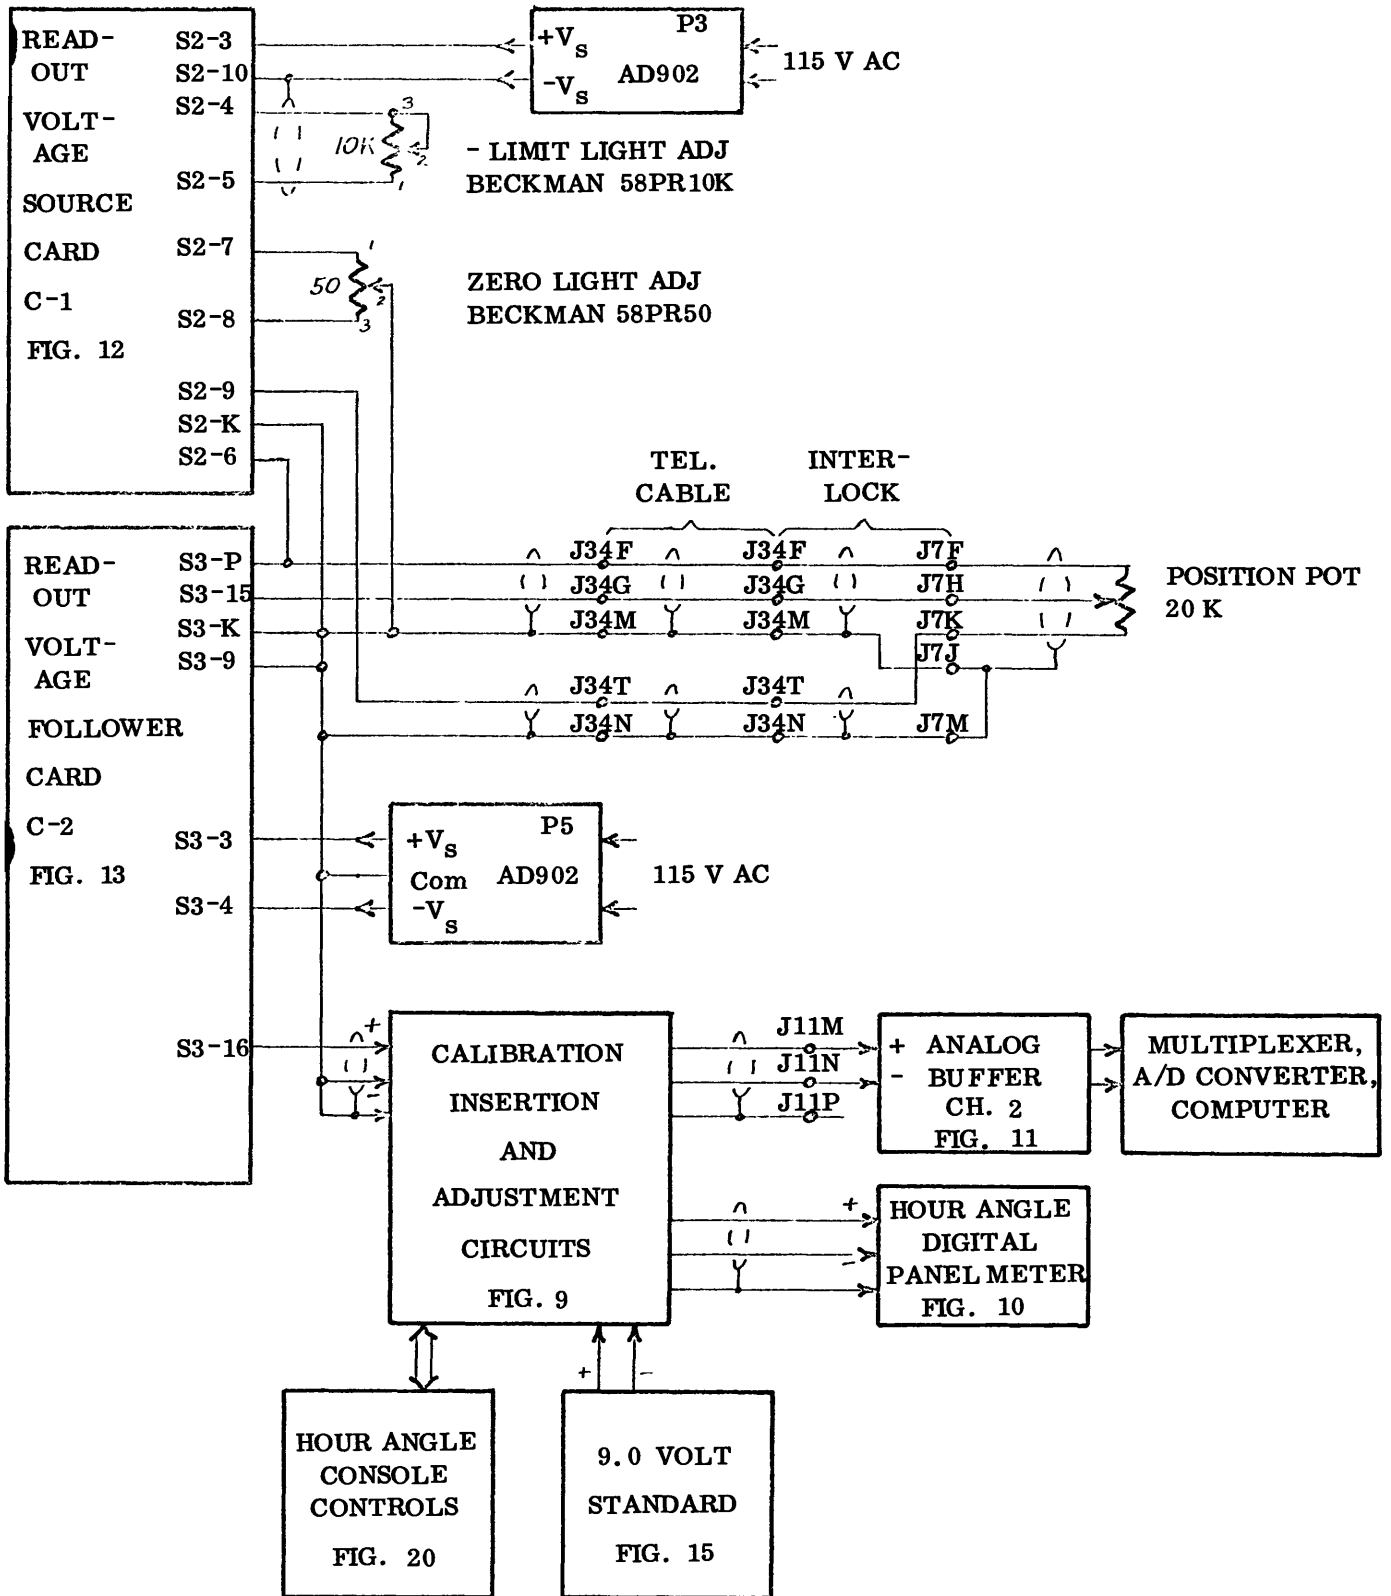 READ-
OUT
VOLT-
AGE
SOURCE
CARD
C-1
FIG. 12
S2-3
S2-10
S2-4
S2-5
S2-7
S2-8
S2-9
S2-K
S2-6
+Vs
-Vs
P3
AD902
115 V AC
3
10K
2
1
- LIMIT LIGHT ADJ
BECKMAN 58PR10K
1
50
2
3
ZERO LIGHT ADJ
BECKMAN 58PR50
TEL.
CABLE
INTER-
LOCK
READ-
OUT
VOLT-
AGE
FOLLOWER
CARD
C-2
FIG. 13
S3-P
S3-15
S3-K
S3-9
S3-3
S3-4
S3-16
J34F
J34G
J34M
J34T
J34N
J34F
J34G
J34M
J34T
J34N
J7F
J7H
J7K
J7J
J7M
POSITION POT
20 K
+Vs
Com
-Vs
P5
AD902
115 V AC
+
-
CALIBRATION
INSERTION
AND
ADJUSTMENT
CIRCUITS
FIG. 9
J11M
J11N
J11P
+ ANALOG
- BUFFER
CH. 2
FIG. 11
MULTIPLEXER,
A/D CONVERTER,
COMPUTER
+
-
HOUR ANGLE
DIGITAL
PANEL METER
FIG. 10
+
-
HOUR ANGLE
CONSOLE
CONTROLS
FIG. 20
9.0 VOLT
STANDARD
FIG. 15